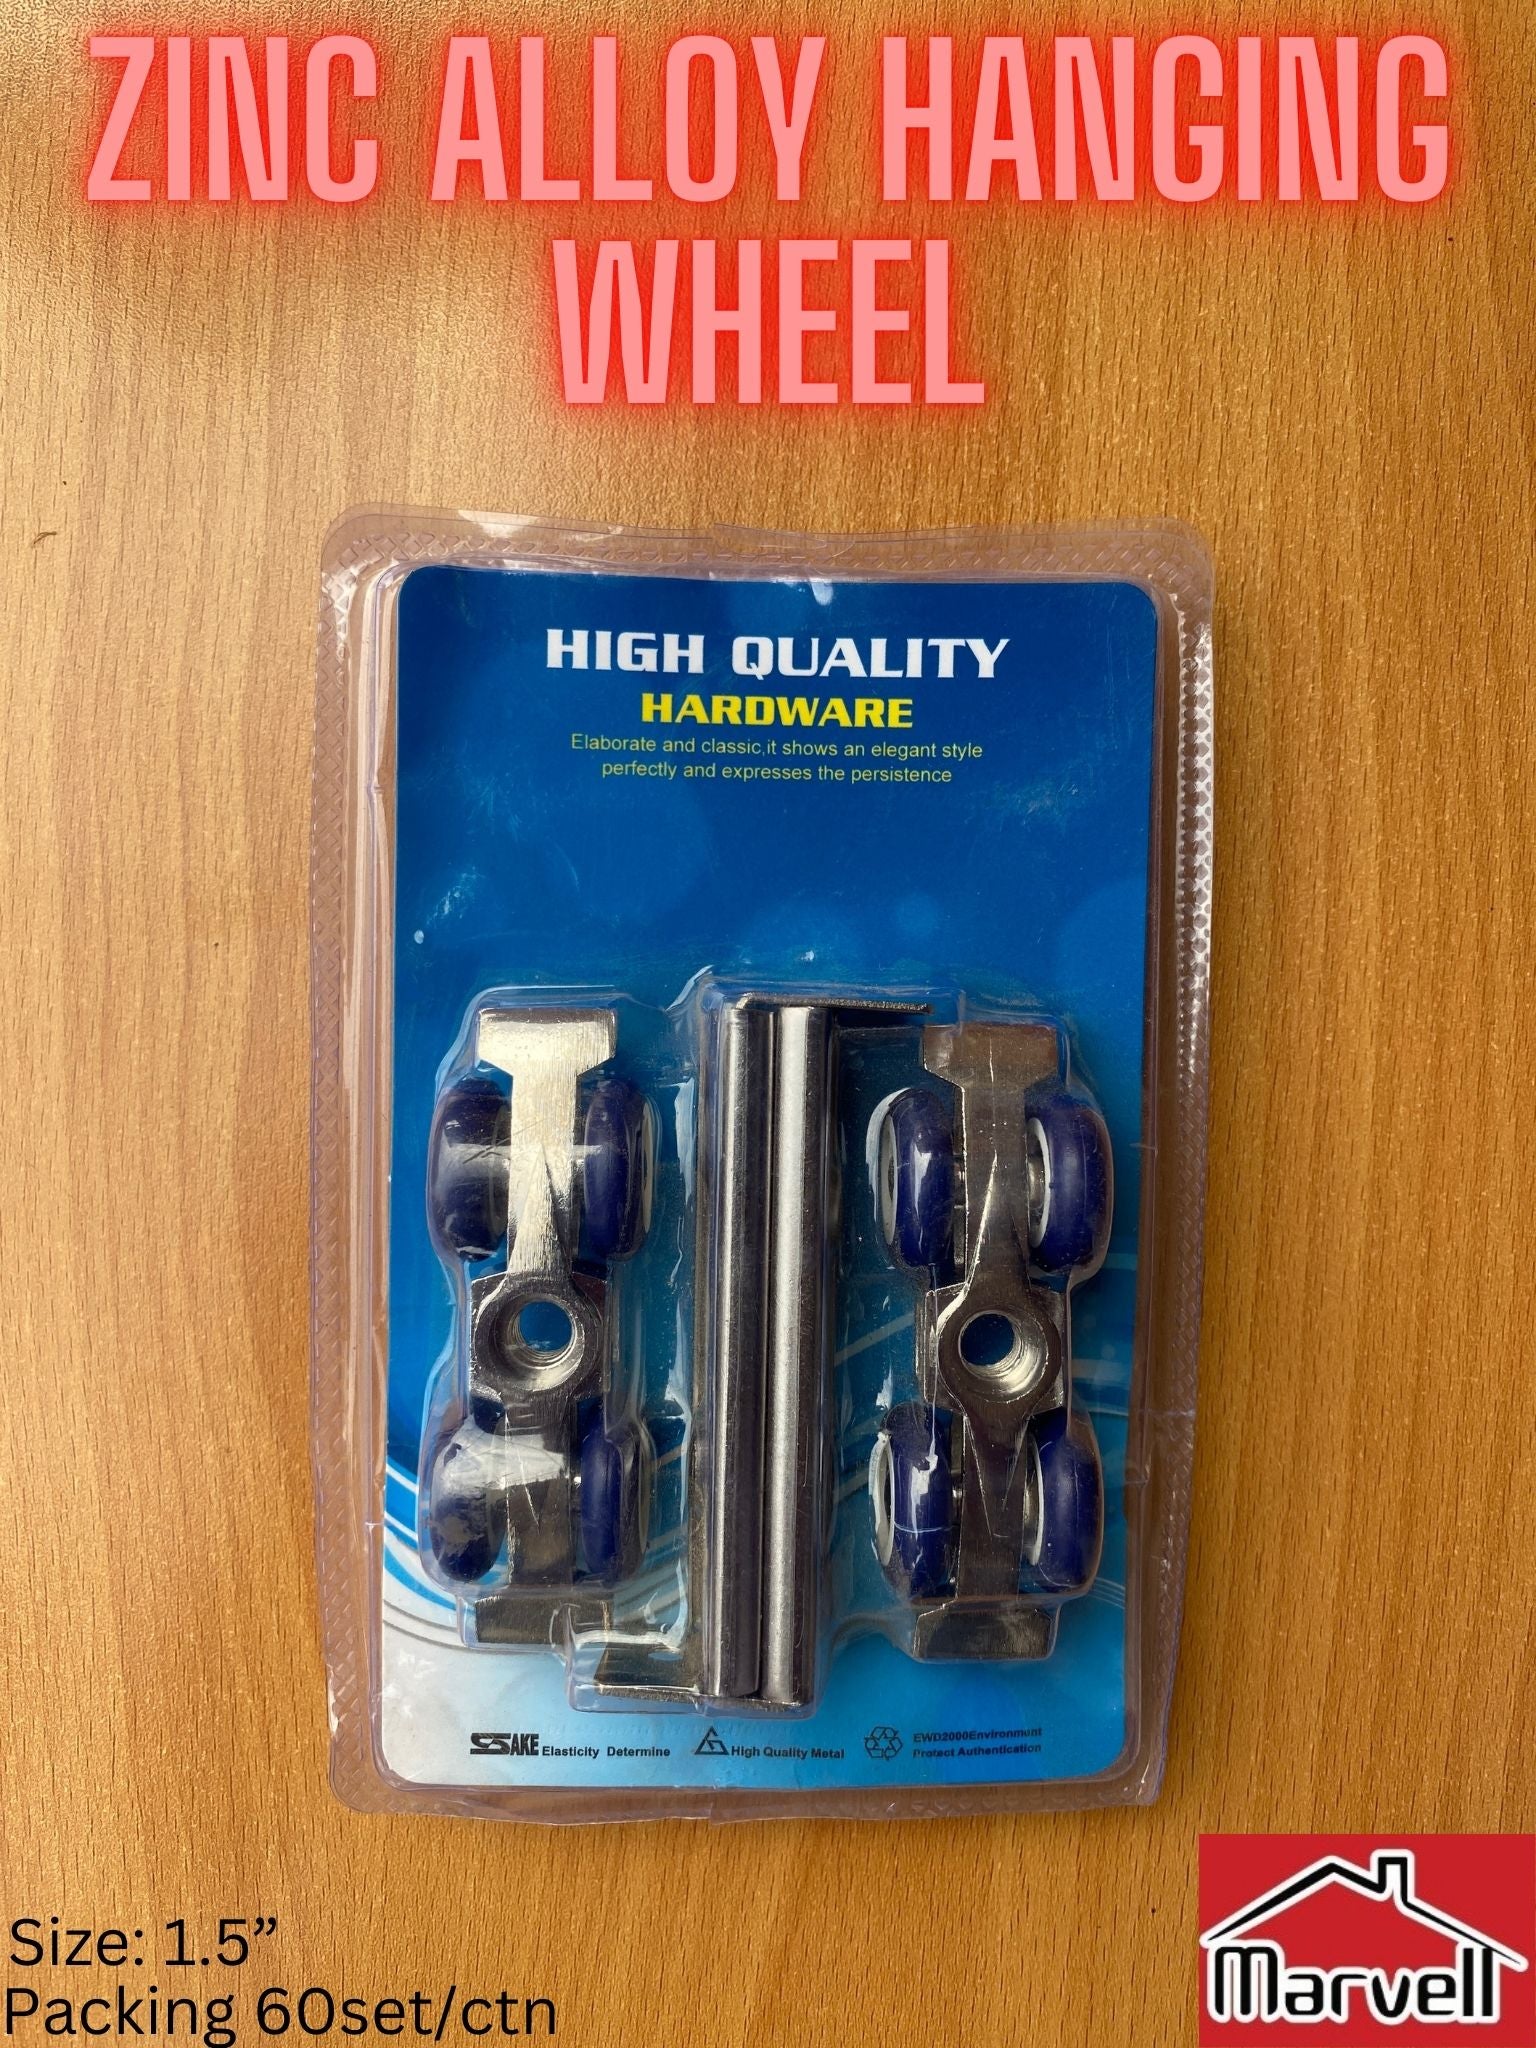 ZINC ALLOY HANGING
WHEEL
HIGH QUALITY
HARDWARE
Elaborate and classic,it shows an elegant style
perfectly and expresses the persistence
SSAKE Elasticity Determine
High Quality Metal
EWD2000Environment
Protect Authentication
Size: 1.5”
Packing 60set/ctn
Marvell